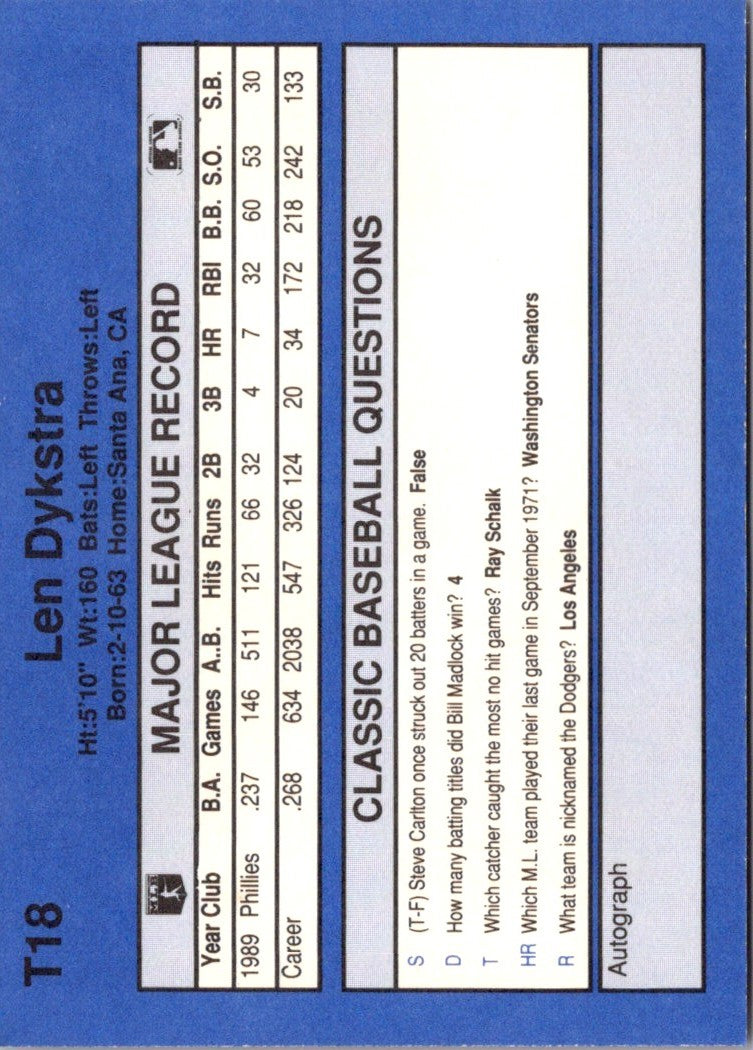 T18 Len Dykstra
Ht:5'10" Wt:160 Bats:Left Throws:Left
Born:2-10-63 Home:Santa Ana, CA
MAJOR LEAGUE RECORD
Year Club B.A. Games A..B. Hits Runs 2B 3B HR RBI B.B. S.O. S.B.
1989 Phillies .237 146 511 121 66 32 4 7 32 60 53 30
Career .268 634 2038 547 326 124 20 34 172 218 242 133
CLASSIC BASEBALL QUESTIONS
S (T-F) Steve Carlton once struck out 20 batters in a game. False
D How many batting titles did Bill Madlock win? 4
T Which catcher caught the most no hit games? Ray Schalk
HR Which M.L. team played their last game in September 1971? Washington Senators
R What team is nicknamed the Dodgers? Los Angeles
Autograph